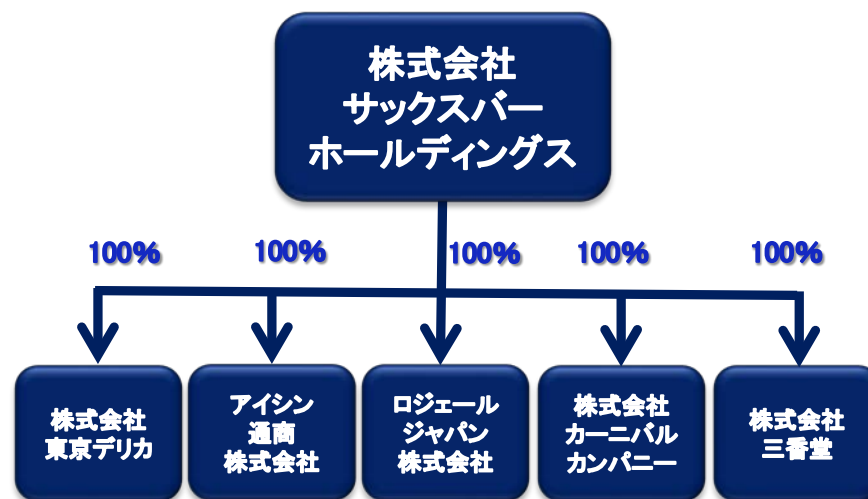 株式会社
サックスバー
ホールディングス
100%
100%
100%
100%
100%
株式会社
東京デリカ
アイシン
通商
株式会社
ロジェール
ジャパン
株式会社
株式会社
カーニバル
カンパニー
株式会社
三香堂